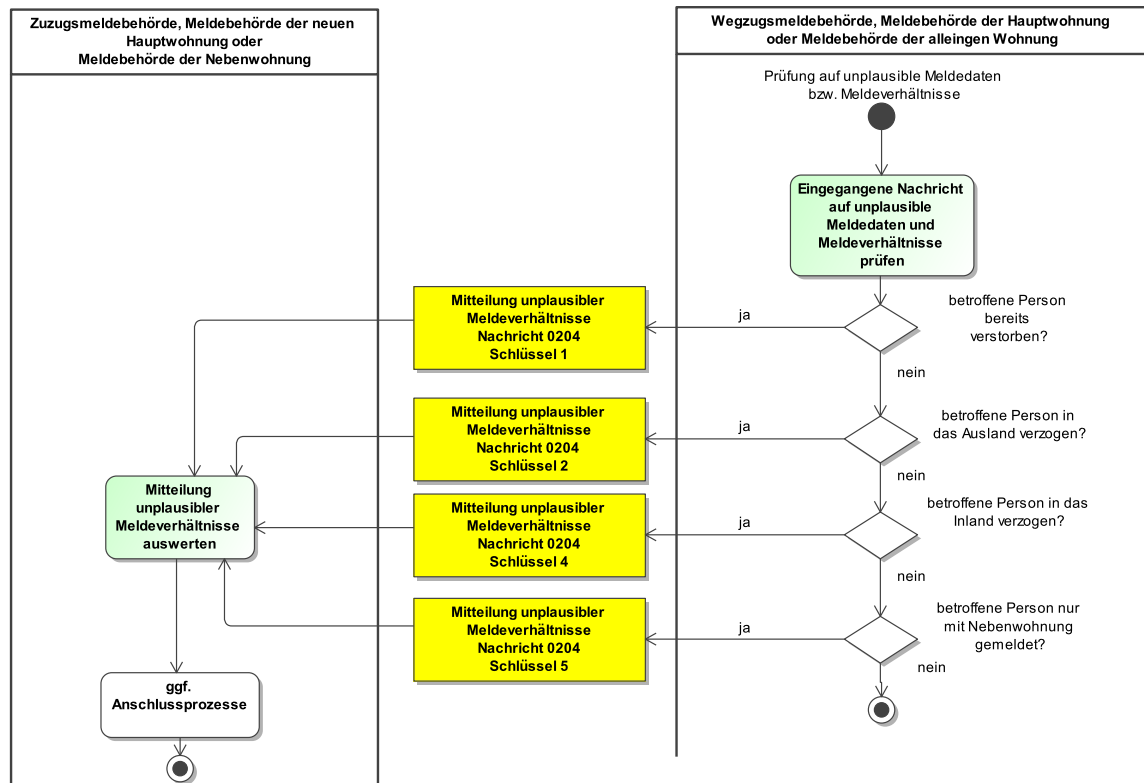 Zuzugsmeldebehörde, Meldebehörde der neuen
Hauptwohnung oder
Meldebehörde der Nebenwohnung
Wegzugsmeldebehörde, Meldebehörde der Hauptwohnung
oder Meldebehörde der alleingen Wohnung
Prüfung auf unplausible Meldedaten
bzw. Meldeverhältnisse
Eingegangene Nachricht
auf unplausible
Meldedaten und
Meldeverhältnisse
prüfen
Mitteilung unplausibler
Meldeverhältnisse
Nachricht 0204
Schlüssel 1
ja
betroffene Person
bereits
verstorben?
nein
Mitteilung unplausibler
Meldeverhältnisse
Nachricht 0204
Schlüssel 2
ja
betroffene Person in
das Ausland verzogen?
nein
Mitteilung
unplausibler
Meldeverhältnisse
auswerten
Mitteilung unplausibler
Meldeverhältnisse
Nachricht 0204
Schlüssel 4
ja
betroffene Person in das
Inland verzogen?
nein
Mitteilung unplausibler
Meldeverhältnisse
Nachricht 0204
Schlüssel 5
ja
betroffene Person nur
mit Nebenwohnung
gemeldet?
nein
ggf.
Anschlussprozesse